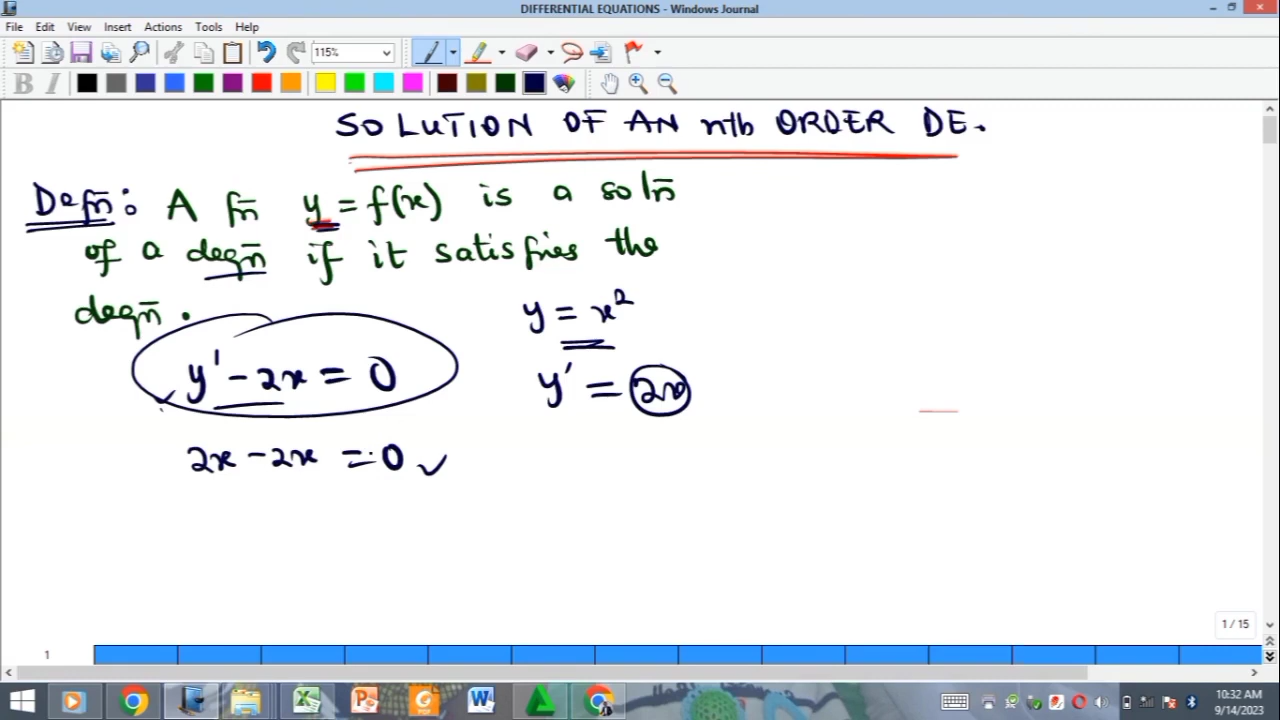 DIFFERENTIAL EQUATIONS - Windows Journal
File Edit View Insert Actions Tools Help
115%
B I
SOLUTION OF AN nth ORDER DE.
Defn̄: A fn̄ y = f(x) is a soln̄
of a deqn̄ if it satisfies the
deqn̄.
y = x²
y' - 2x = 0
y' = 2x
2x - 2x = 0 ✓
1 / 15
1
10:32 AM
9/14/2023